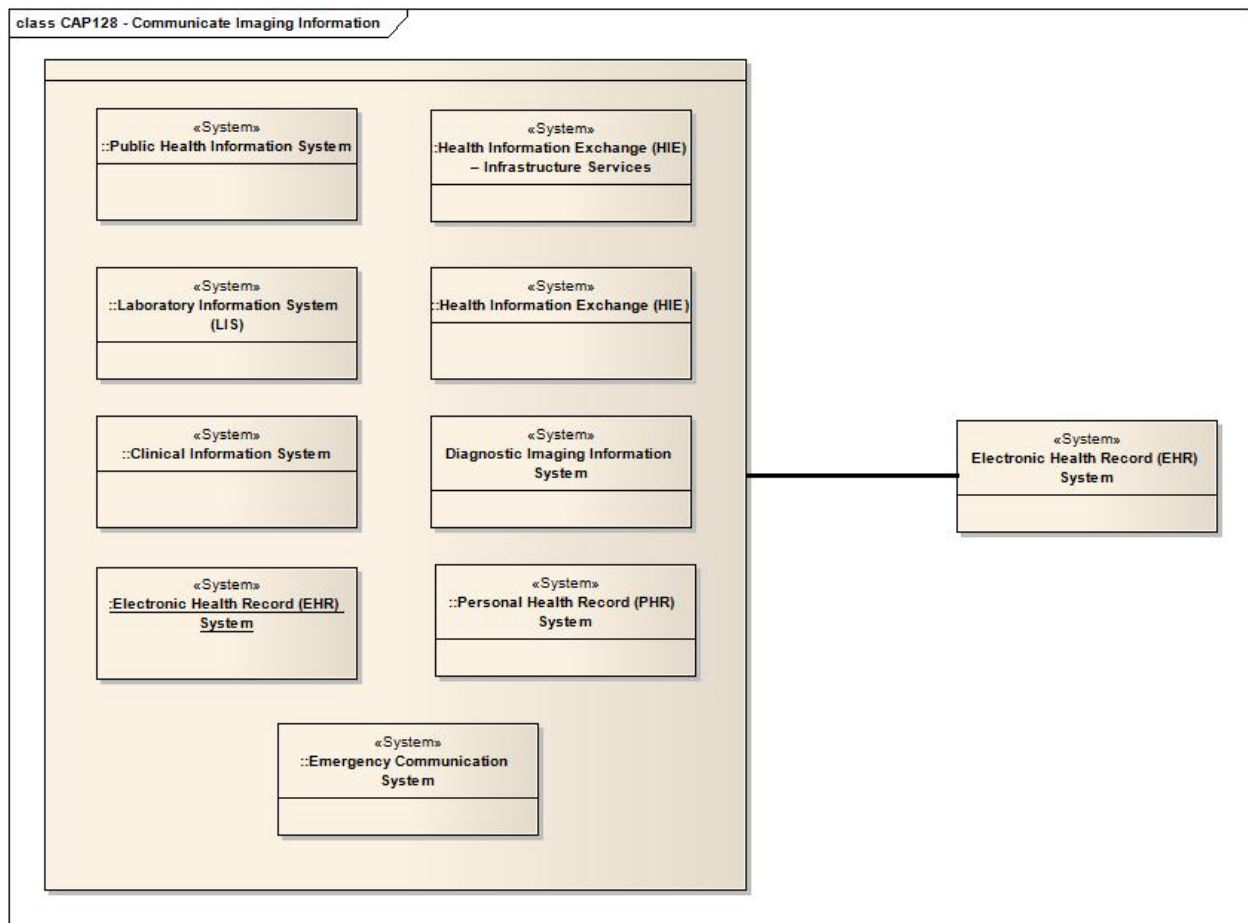 class CAP128 - Communicate Imaging Information
«System»
::Public Health Information System
«System»
:Health Information Exchange (HIE)
– Infrastructure Services
«System»
::Laboratory Information System
(LIS)
«System»
::Health Information Exchange (HIE)
«System»
::Clinical Information System
«System»
Diagnostic Imaging Information
System
«System»
Electronic Health Record (EHR)
System
«System»
:Electronic Health Record (EHR)
System
«System»
::Personal Health Record (PHR)
System
«System»
::Emergency Communication
System